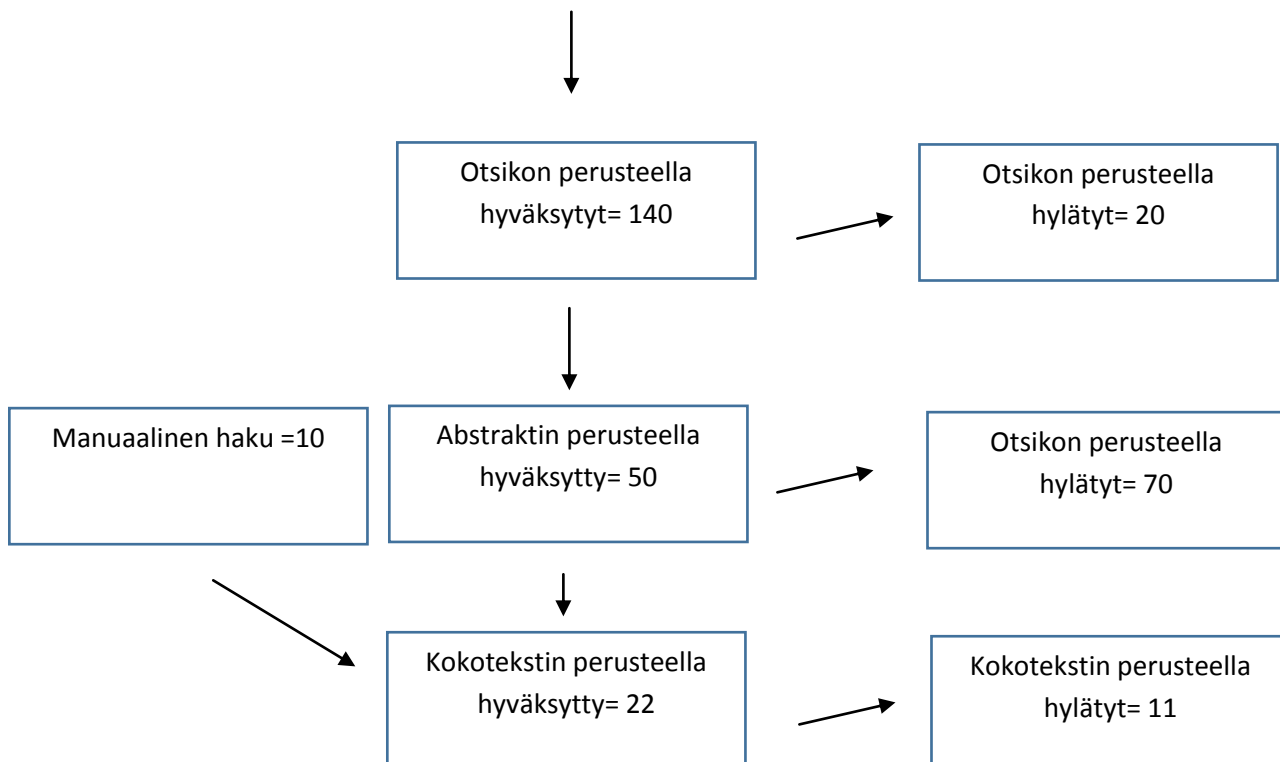 Otsikon perusteella
hyväksytyt= 140
Otsikon perusteella
hylätyt= 20
Manuaalinen haku =10
Abstraktin perusteella
hyväksytty= 50
Otsikon perusteella
hylätyt= 70
Kokotekstin perusteella
hyväksytty= 22
Kokotekstin perusteella
hylätyt= 11